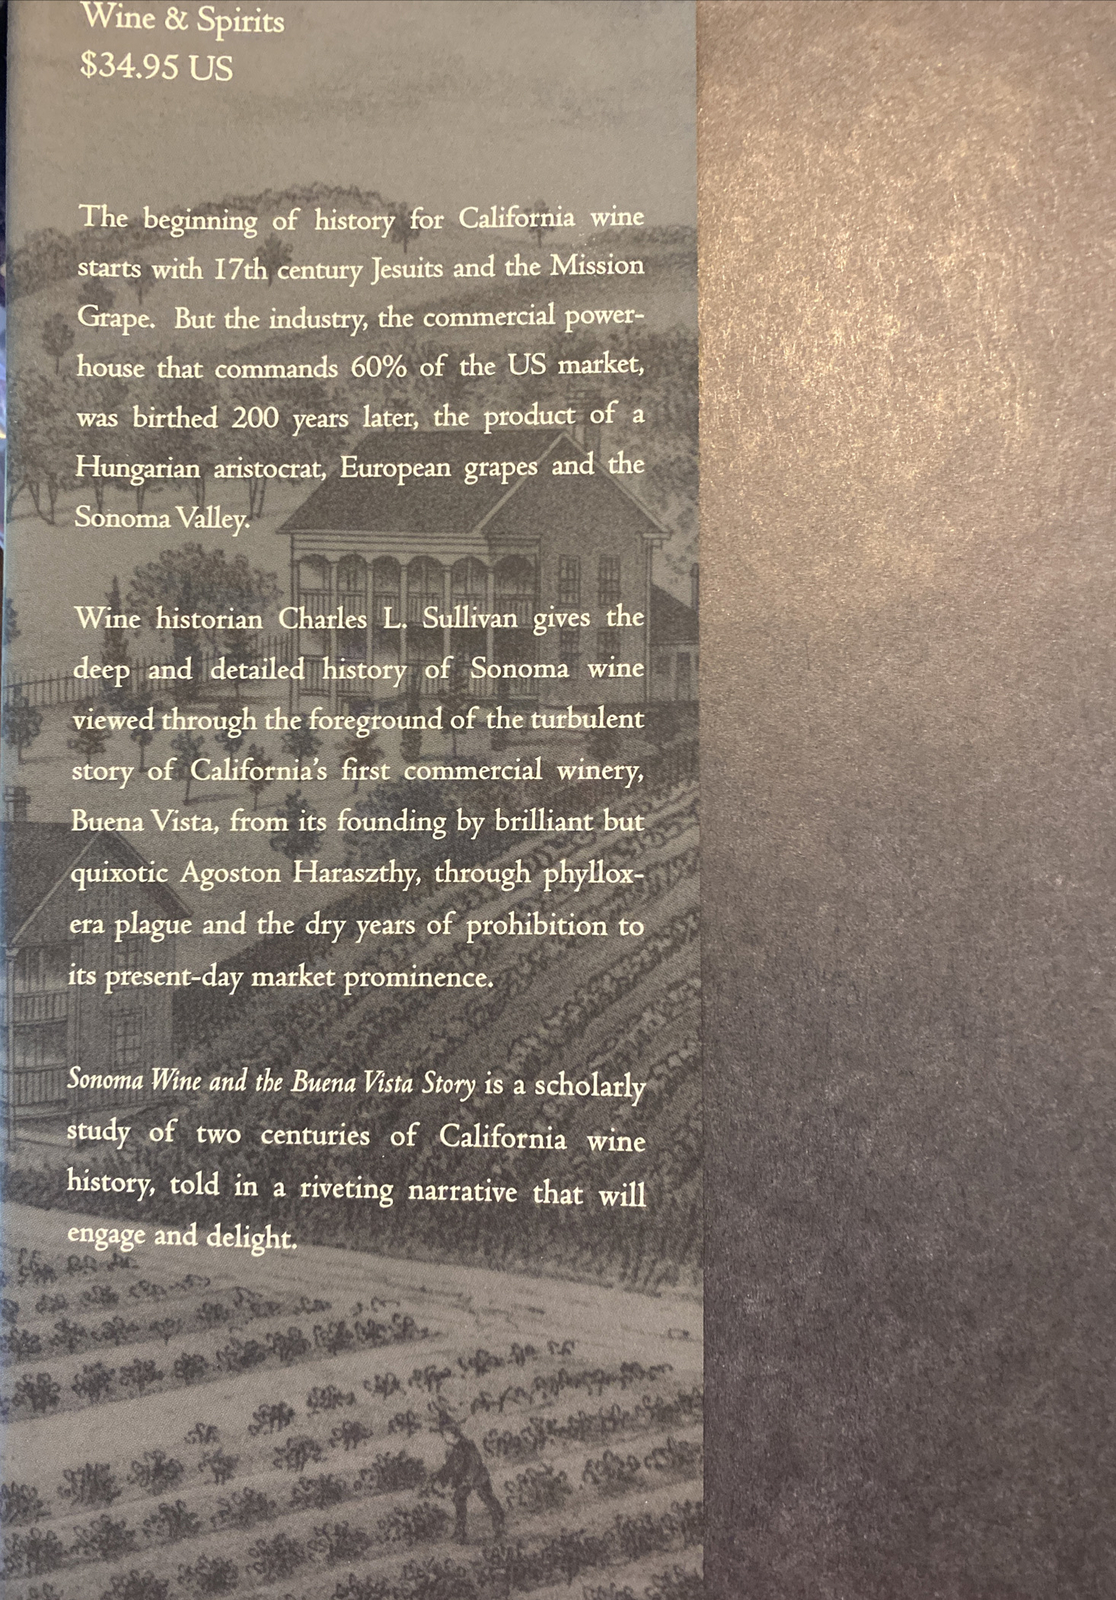 Wine & Spirits
$34.95 US
The beginning of history for California wine
starts with 17th century Jesuits and the Mission
Grape. But the industry, the commercial power-
house that commands 60% of the US market,
was birthed 200 years later, the product of a
Hungarian aristocrat, European grapes and the
Sonoma Valley.
Wine historian Charles L. Sullivan gives the
deep and detailed history of Sonoma wine
viewed through the foreground of the turbulent
story of California's first commercial winery,
Buena Vista, from its founding by brilliant but
quixotic Agoston Haraszthy, through phyllox-
era plague and the dry years of prohibition to
its present-day market prominence.
Sonoma Wine and the Buena Vista Story is a scholarly
study of two centuries of California wine
history, told in a riveting narrative that will
engage and delight.